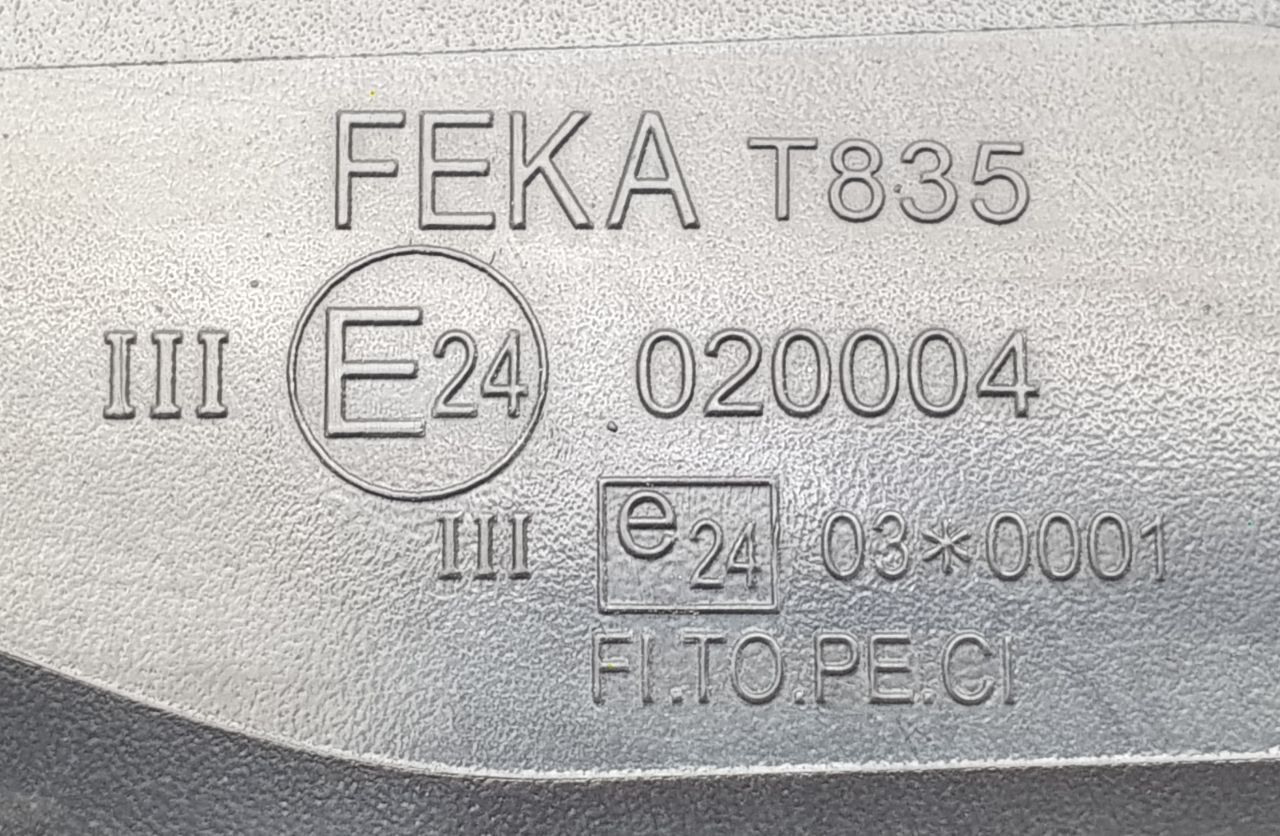 FEKA T835
III E24 020004
III e24 03*0001
FI.TO.PE.CI